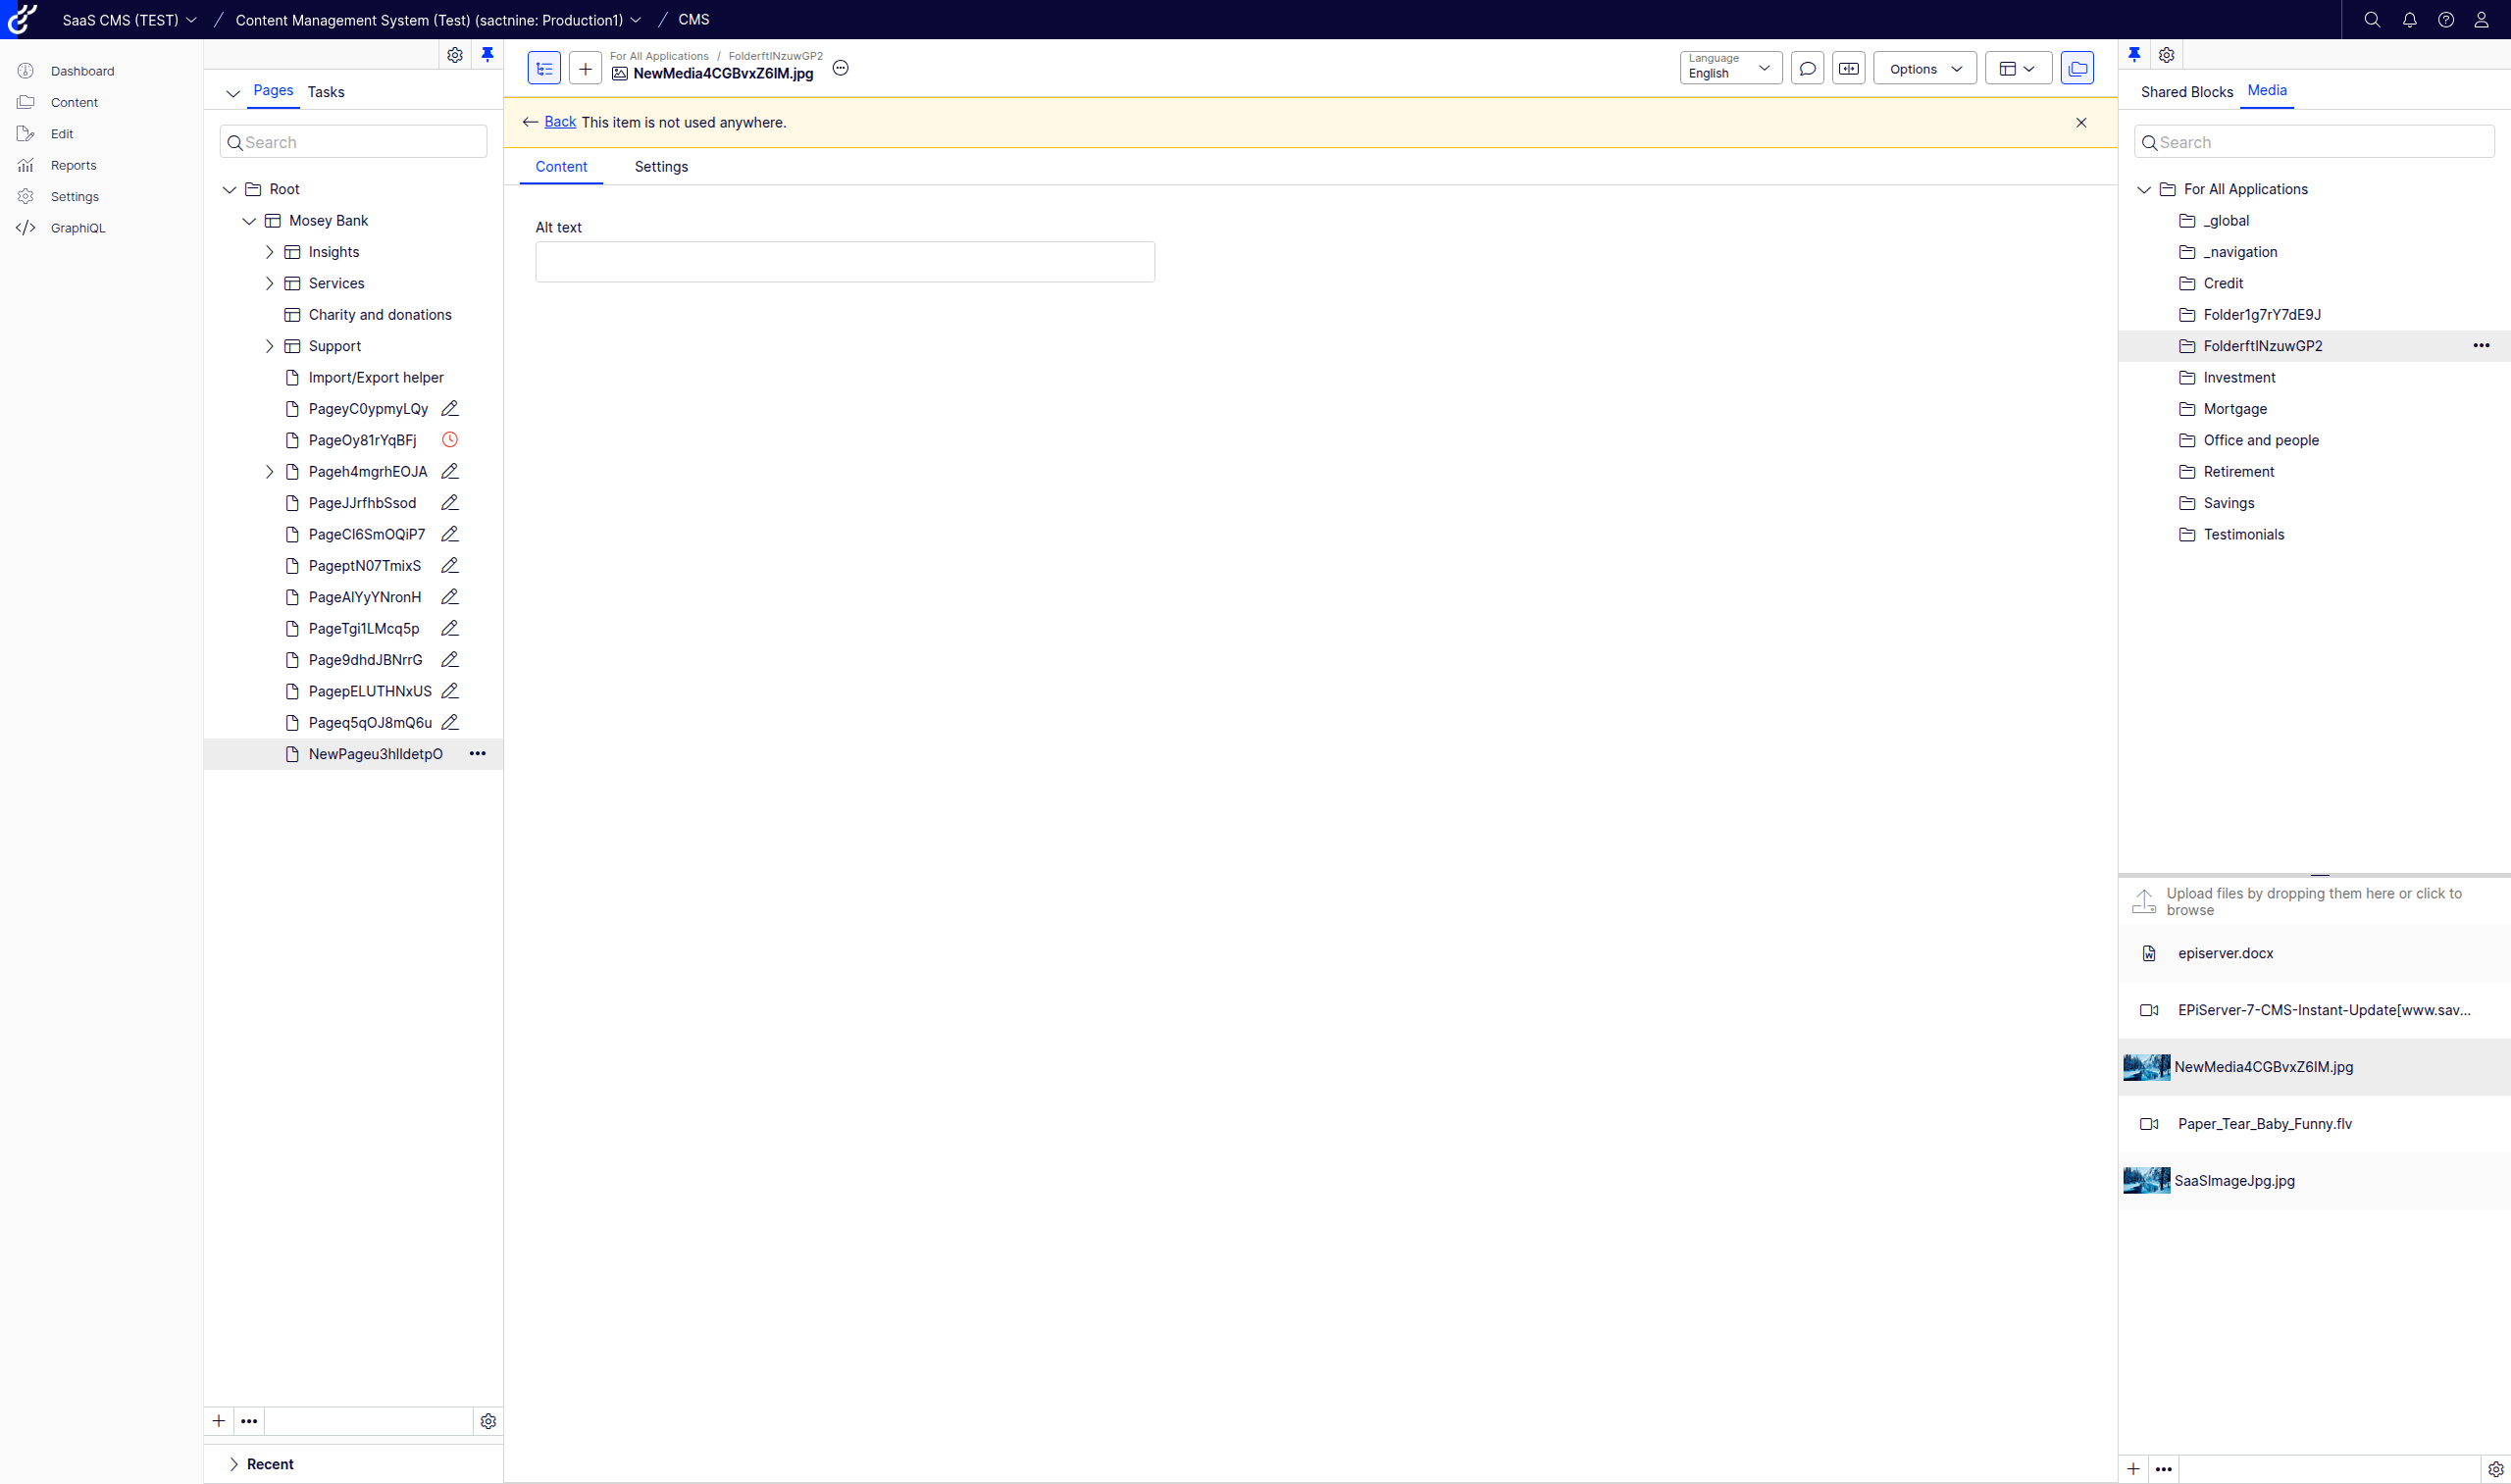 SaaS CMS (TEST) / Content Management System (Test) (sactnine: Production1) / CMS
Dashboard
Content
Edit
Reports
Settings
GraphiQL
Pages Tasks
Search
Root
Mosey Bank
Insights
Services
Charity and donations
Support
Import/Export helper
PageyC0ypmyLQy
PageOy81rYqBFj
Pageh4mgrhEOJA
PageJJrfhbSsod
PageCl6SmOQiP7
PageptN07TmixS
PageAlYyYNronH
PageTgi1LMcq5p
Page9dhdJBNrrG
PagepELUTHNxUS
Pageq5qOJ8mQ6u
NewPageu3hlldetpO
Recent
For All Applications / FolderftlNzuwGP2
NewMedia4CGBvxZ6lM.jpg
Language
English
Options
Back This item is not used anywhere.
Content Settings
Alt text
Shared Blocks Media
Search
For All Applications
_global
_navigation
Credit
Folder1g7rY7dE9J
FolderftlNzuwGP2
Investment
Mortgage
Office and people
Retirement
Savings
Testimonials
Upload files by dropping them here or click to
browse
episerver.docx
EPiServer-7-CMS-Instant-Update[www.sav...
NewMedia4CGBvxZ6lM.jpg
Paper_Tear_Baby_Funny.flv
SaaSImageJpg.jpg